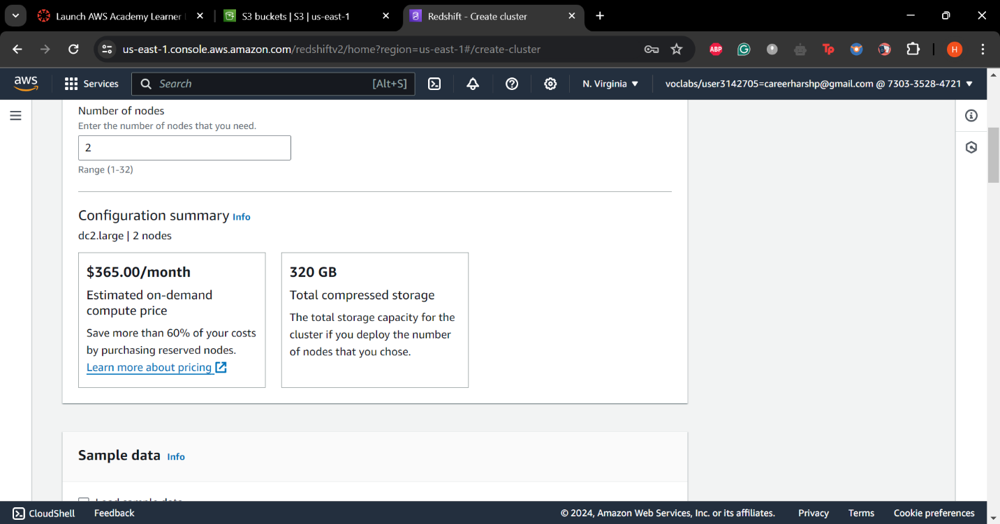 Launch AWS Academy Learner
S3 buckets | S3 | us-east-1
Redshift - Create cluster
us-east-1.console.aws.amazon.com/redshiftv2/home?region=us-east-1#/create-cluster
ABP
Tp
H
aws
Services
Search
[Alt+S]
N. Virginia
voclabs/user3142705=careerharshp@gmail.com @ 7303-3528-4721
Number of nodes
Enter the number of nodes that you need.
2
Range (1-32)
Configuration summary Info
dc2.large | 2 nodes
$365.00/month
Estimated on-demand
compute price
Save more than 60% of your costs
by purchasing reserved nodes.
Learn more about pricing
320 GB
Total compressed storage
The total storage capacity for the
cluster if you deploy the number
of nodes that you chose.
Sample data Info
Load sample data
CloudShell
Feedback
© 2024, Amazon Web Services, Inc. or its affiliates.
Privacy
Terms
Cookie preferences